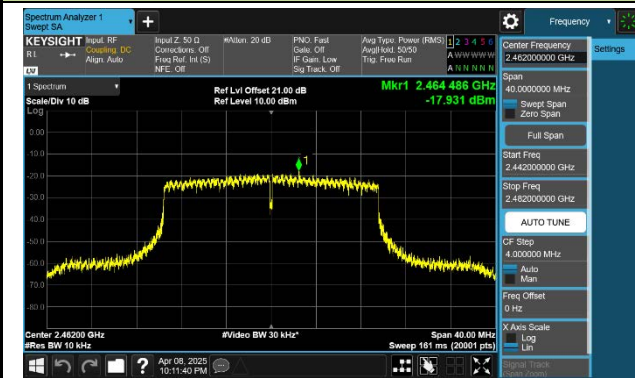 Spectrum Analyzer 1
Swept SA
+
Frequency
KEYSIGHT
RL
LV
Input: RF
Coupling: DC
Align: Auto
Input Z: 50 Ω
Corrections: Off
Freq Ref: Int (S)
NFE: Off
#Atten: 20 dB
PNO: Fast
Gate: Off
IF Gain: Low
Sig Track: Off
Avg Type: Power (RMS)
Avg|Hold: 50/50
Trig: Free Run
1 2 3 4 5 6
A W W W W W
A N N N N N
1 Spectrum
Scale/Div 10 dB
Log
Ref Lvl Offset 21.00 dB
Ref Level 10.00 dBm
Mkr1 2.464 486 GHz
-17.931 dBm
1
0.00
-10.0
-20.0
-30.0
-40.0
-50.0
-60.0
-70.0
-80.0
Center 2.46200 GHz
#Res BW 10 kHz
#Video BW 30 kHz*
Span 40.00 MHz
Sweep 161 ms (20001 pts)
?
Apr 08, 2025
10:11:40 PM
Center Frequency
2.462000000 GHz
Span
40.0000000 MHz
Swept Span
Zero Span
Full Span
Start Freq
2.442000000 GHz
Stop Freq
2.482000000 GHz
AUTO TUNE
CF Step
4.000000 MHz
Auto
Man
Freq Offset
0 Hz
X Axis Scale
Log
Lin
Signal Track
(Span Zoom)
Settings